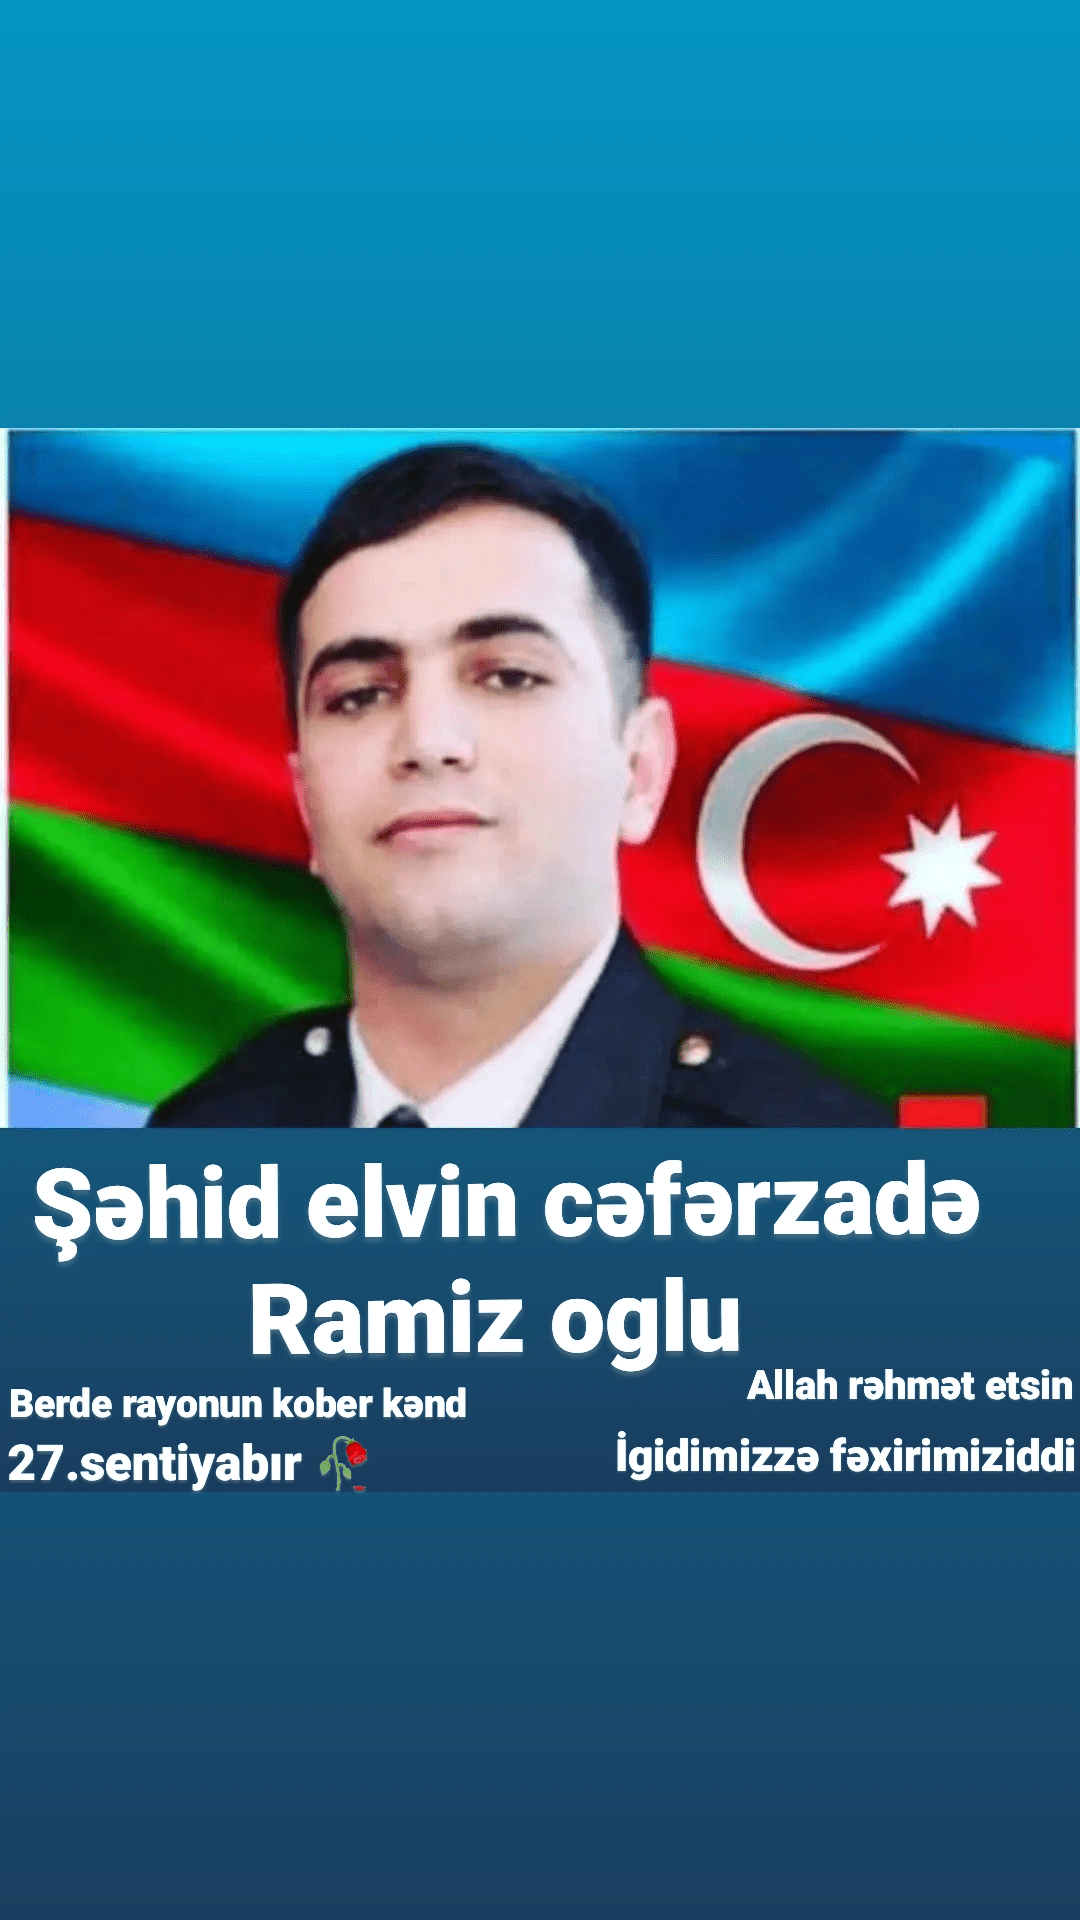 Şəhid elvin cəfərzadə
Ramiz oglu
Berde rayonun kober kənd
27.sentiyabır 🥀
Allah rəhmət etsin
İgidimizzə fəxirimiziddi